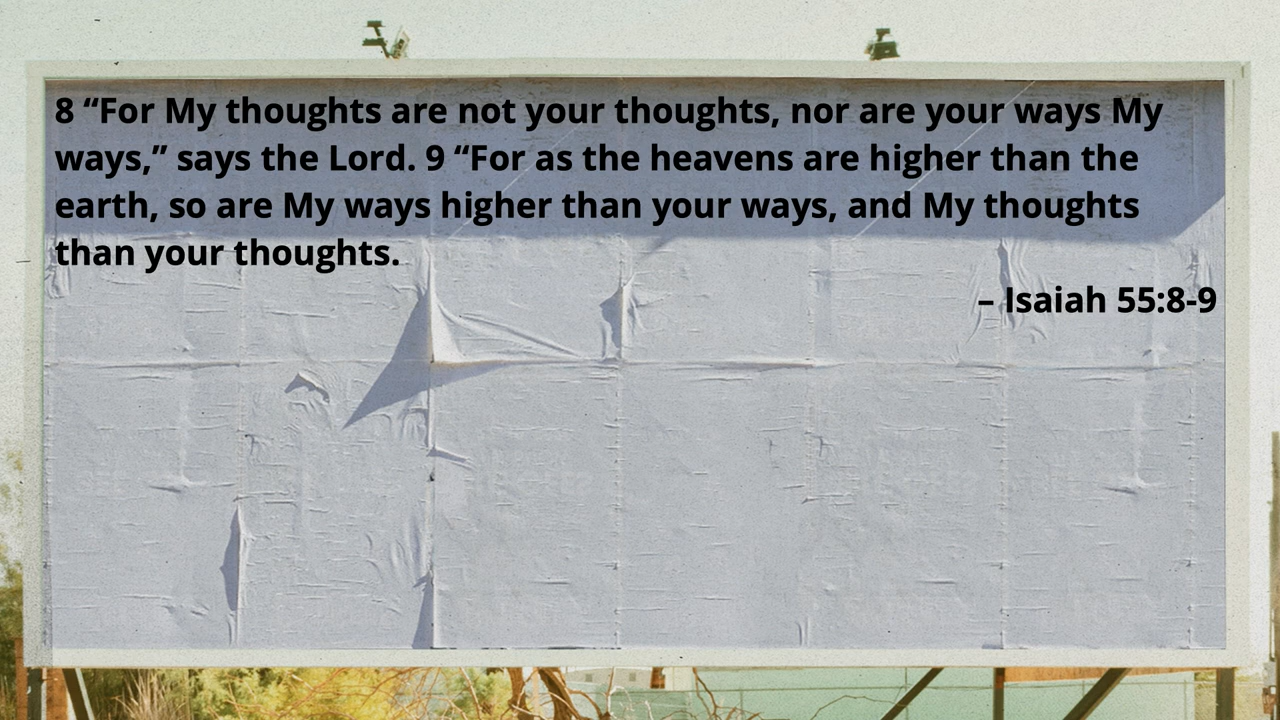 8 “For My thoughts are not your thoughts, nor are your ways My
ways,” says the Lord. 9 “For as the heavens are higher than the
earth, so are My ways higher than your ways, and My thoughts
than your thoughts.
– Isaiah 55:8-9